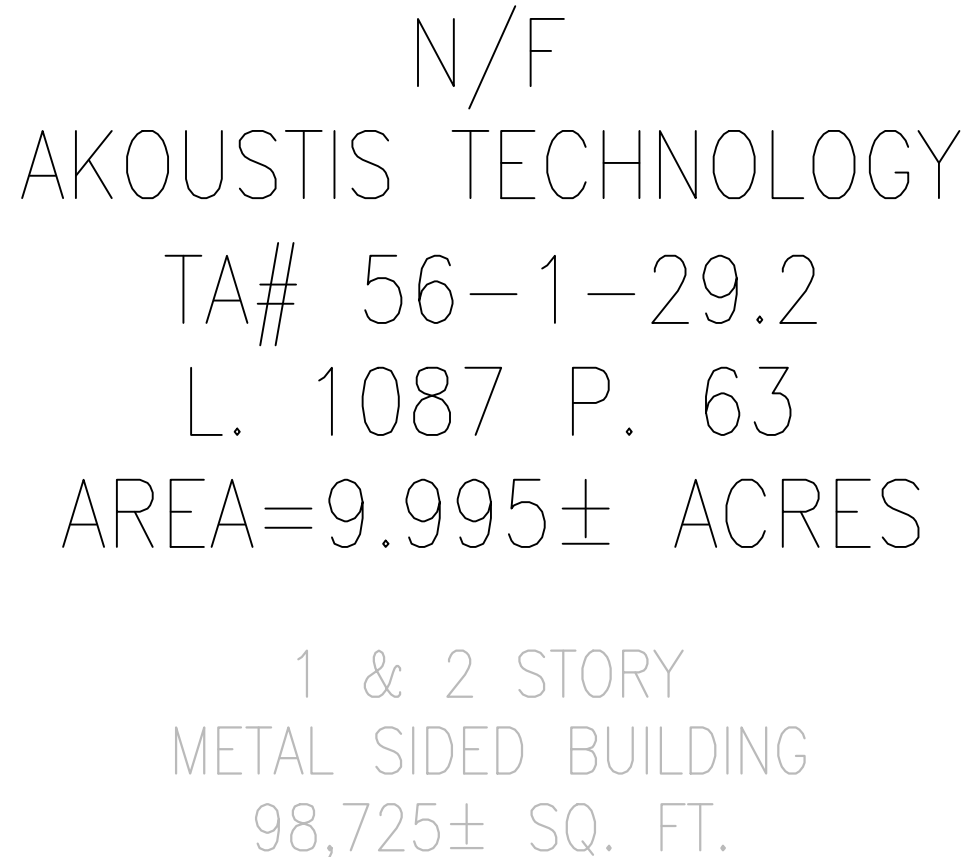 N/F
AKOUSTIS TECHNOLOGY
TA# 56-1-29.2
L. 1087 P. 63
AREA=9.995± ACRES
1 & 2 STORY
METAL SIDED BUILDING
98,725± SQ. FT.